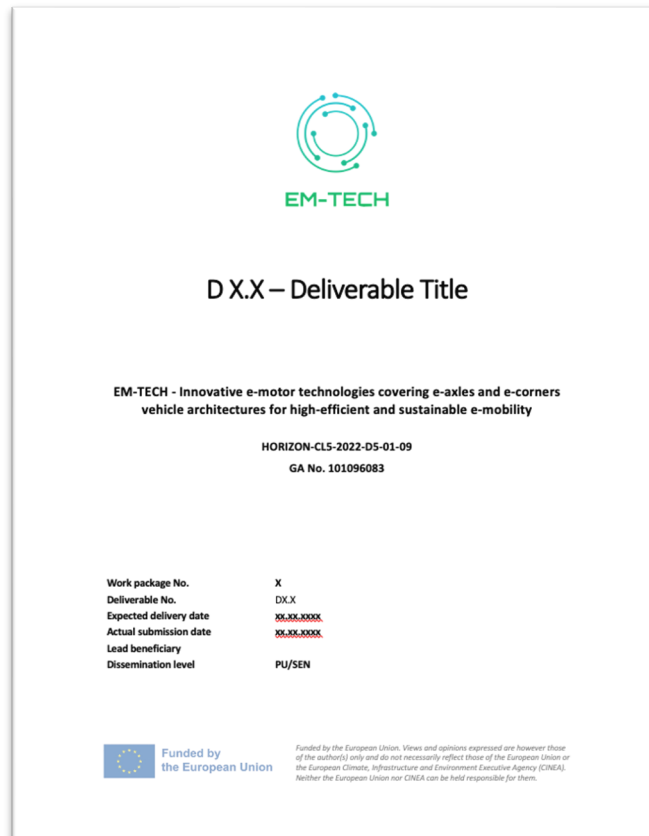 EM-TECH
D X.X – Deliverable Title
EM-TECH - Innovative e-motor technologies covering e-axles and e-corners
vehicle architectures for high-efficient and sustainable e-mobility
HORIZON-CL5-2022-D5-01-09
GA No. 101096083
Work package No. X
Deliverable No. DX.X
Expected delivery date xx.xx.xxxx
Actual submission date xx.xx.xxxx
Lead beneficiary
Dissemination level PU/SEN
Funded by
the European Union
Funded by the European Union. Views and opinions expressed are however those
of the author(s) only and do not necessarily reflect those of the European Union or
the European Climate, Infrastructure and Environment Executive Agency (CINEA).
Neither the European Union nor CINEA can be held responsible for them.